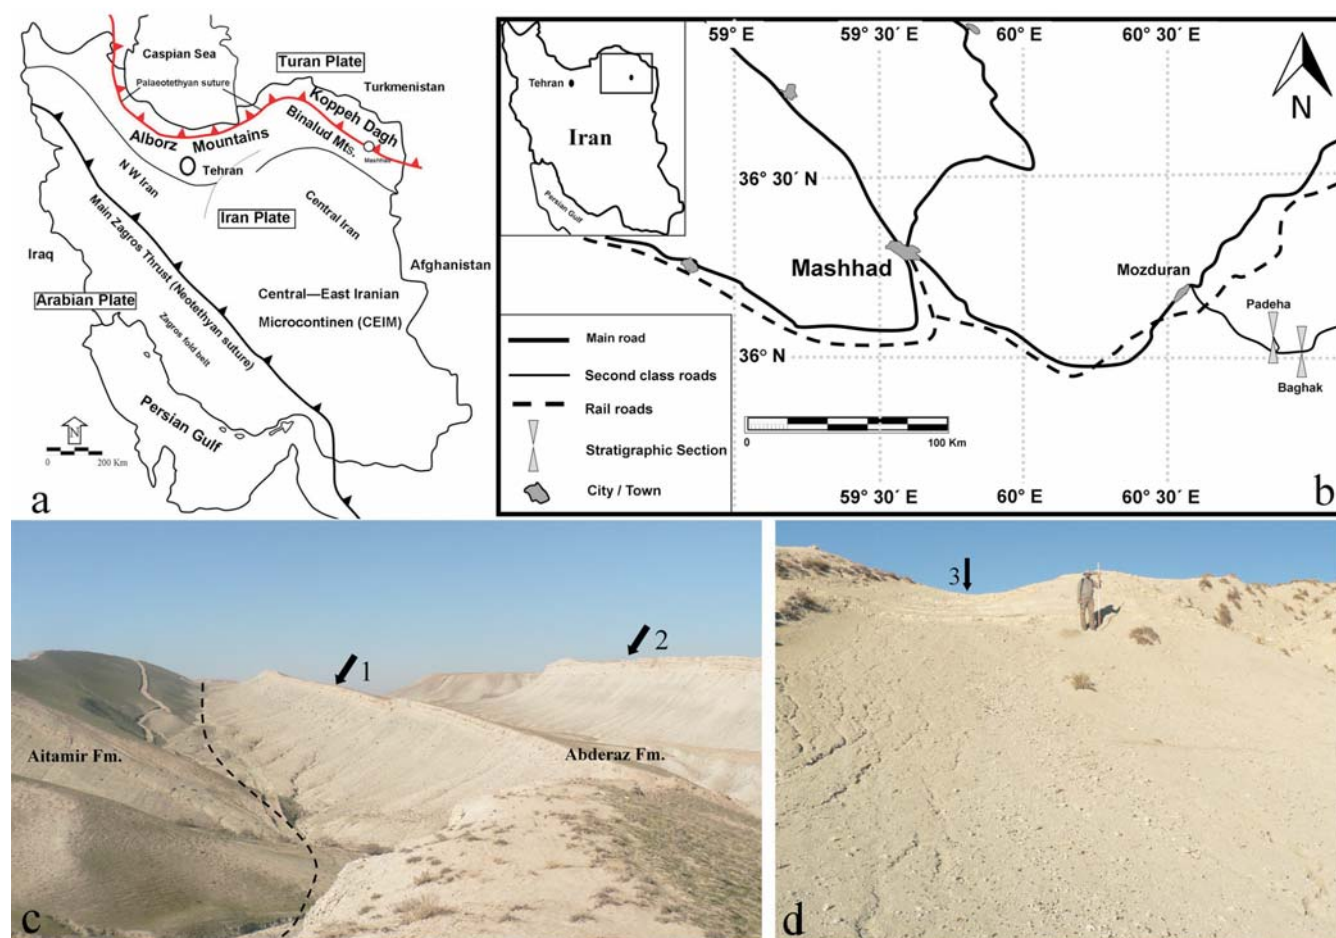 Caspian Sea
Turan Plate
Palaeotethyan suture
Turkmenistan
Koppeh Dagh
Binalud Mts.
Alborz Mountains
Mashhad
Tehran
N W Iran
Iran Plate
Central Iran
Main Zagros Thrust (Neotethyan suture)
Iraq
Afghanistan
Arabian Plate
Central—East Iranian
Microcontinen (CEIM)
Zagros fold belt
Persian Gulf
N
0 200 Km
a
59° E 59° 30´ E 60° E 60° 30´ E
Tehran
Iran
Persian Gulf
N
36° 30´ N
Mashhad
Mozduran
Padeha
36° N
Baghak
Main road
Second class roads
Rail roads
Stratigraphic Section
City / Town
0 100 Km
59° 30´ E 60° E 60° 30´ E
b
1
2
Aitamir Fm.
Abderaz Fm.
c
3
d